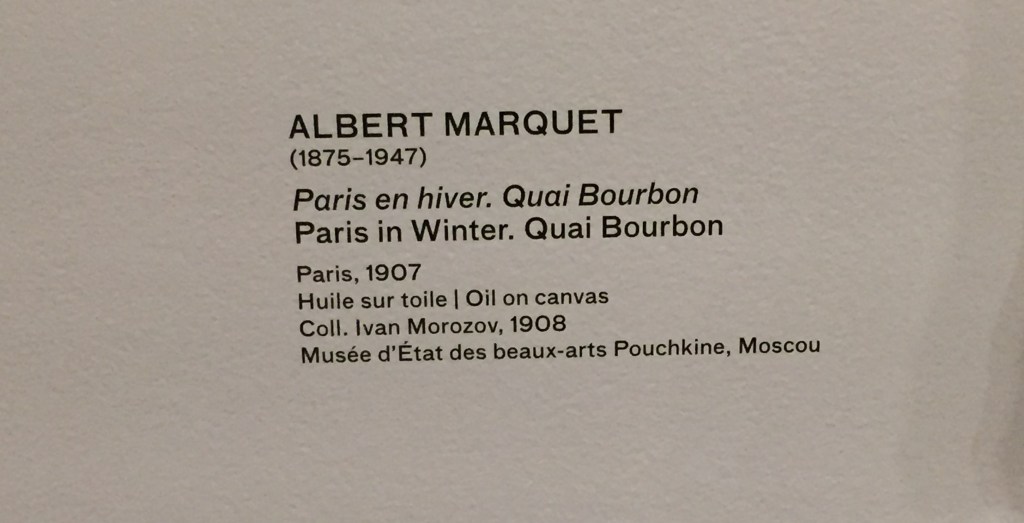 ALBERT MARQUET
(1875–1947)
Paris en hiver. Quai Bourbon
Paris in Winter. Quai Bourbon
Paris, 1907
Huile sur toile | Oil on canvas
Coll. Ivan Morozov, 1908
Musée d'État des beaux-arts Pouchkine, Moscou